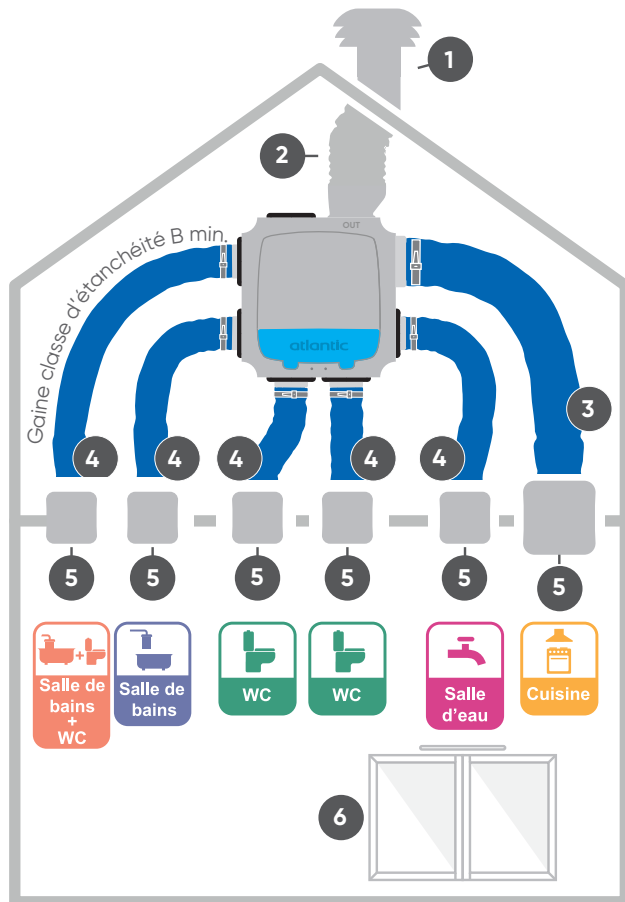 1
2
OUT
Gaine classe d'étanchéité B min.
atlantic
3
4
4
4
4
4
5
5
5
5
5
5
Salle de
bains
+
WC
Salle de
bains
WC
WC
Salle
d'eau
Cuisine
6